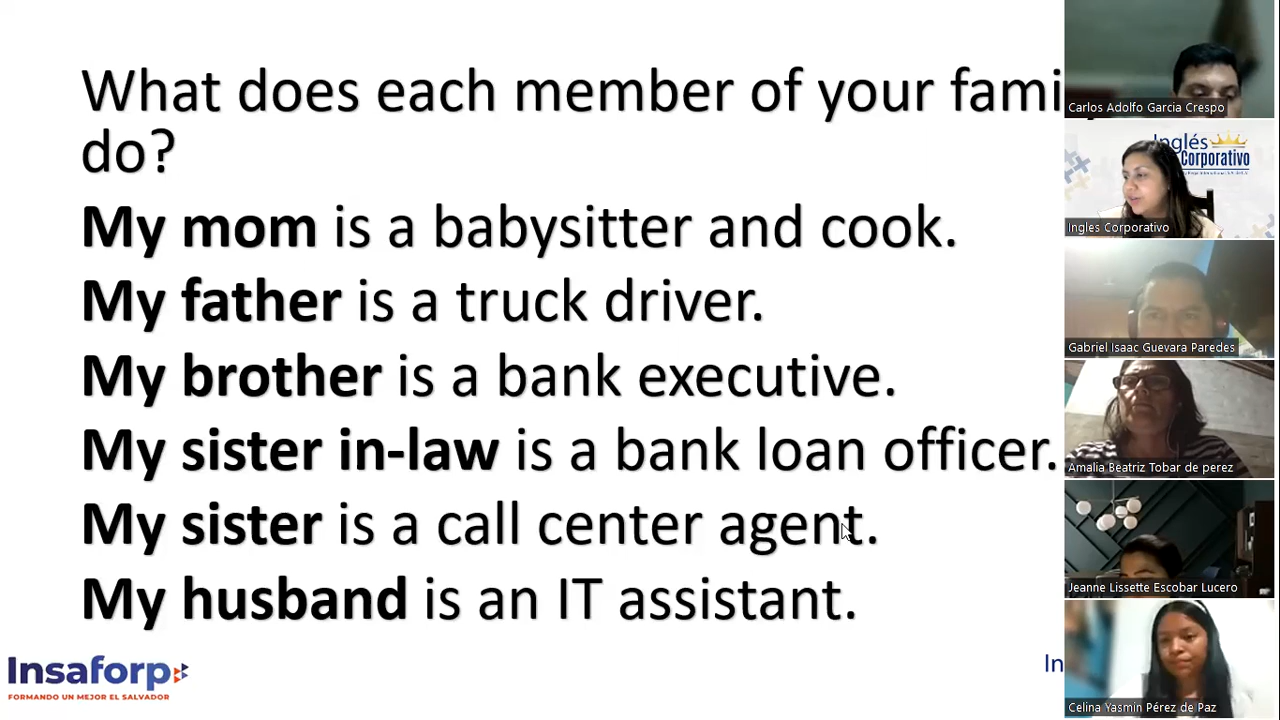 What does each member of your fami
do?
My mom is a babysitter and cook.
My father is a truck driver.
My brother is a bank executive.
My sister in-law is a bank loan officer.
My sister is a call center agent.
My husband is an IT assistant.
Insaforp
FORMANDO UN MEJOR EL SALVADOR
In
Carlos Adolfo Garcia Crespo
Inglés
Corporativo
Ingles Corporativo
Gabriel Isaac Guevara Paredes
Amalia Beatriz Tobar de perez
Jeanne Lissette Escobar Lucero
Celina Yasmin Pérez de Paz